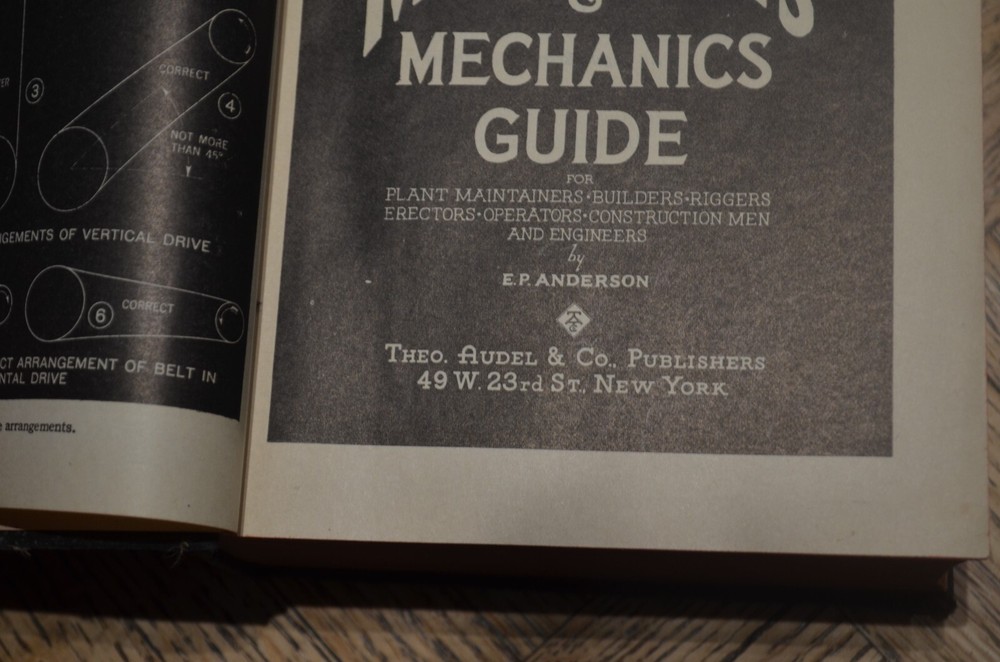 3
CORRECT
4
NOT MORE
THAN 45°
GEMENTS OF VERTICAL DRIVE
6 CORRECT
CT ARRANGEMENT OF BELT IN
NTAL DRIVE
arrangements.
MECHANICS
GUIDE
FOR
PLANT MAINTAINERS•BUILDERS•RIGGERS
ERECTORS•OPERATORS•CONSTRUCTION MEN
AND ENGINEERS
by
E.P. ANDERSON
THEO. AUDEL & CO., PUBLISHERS
49 W. 23rd ST., NEW YORK